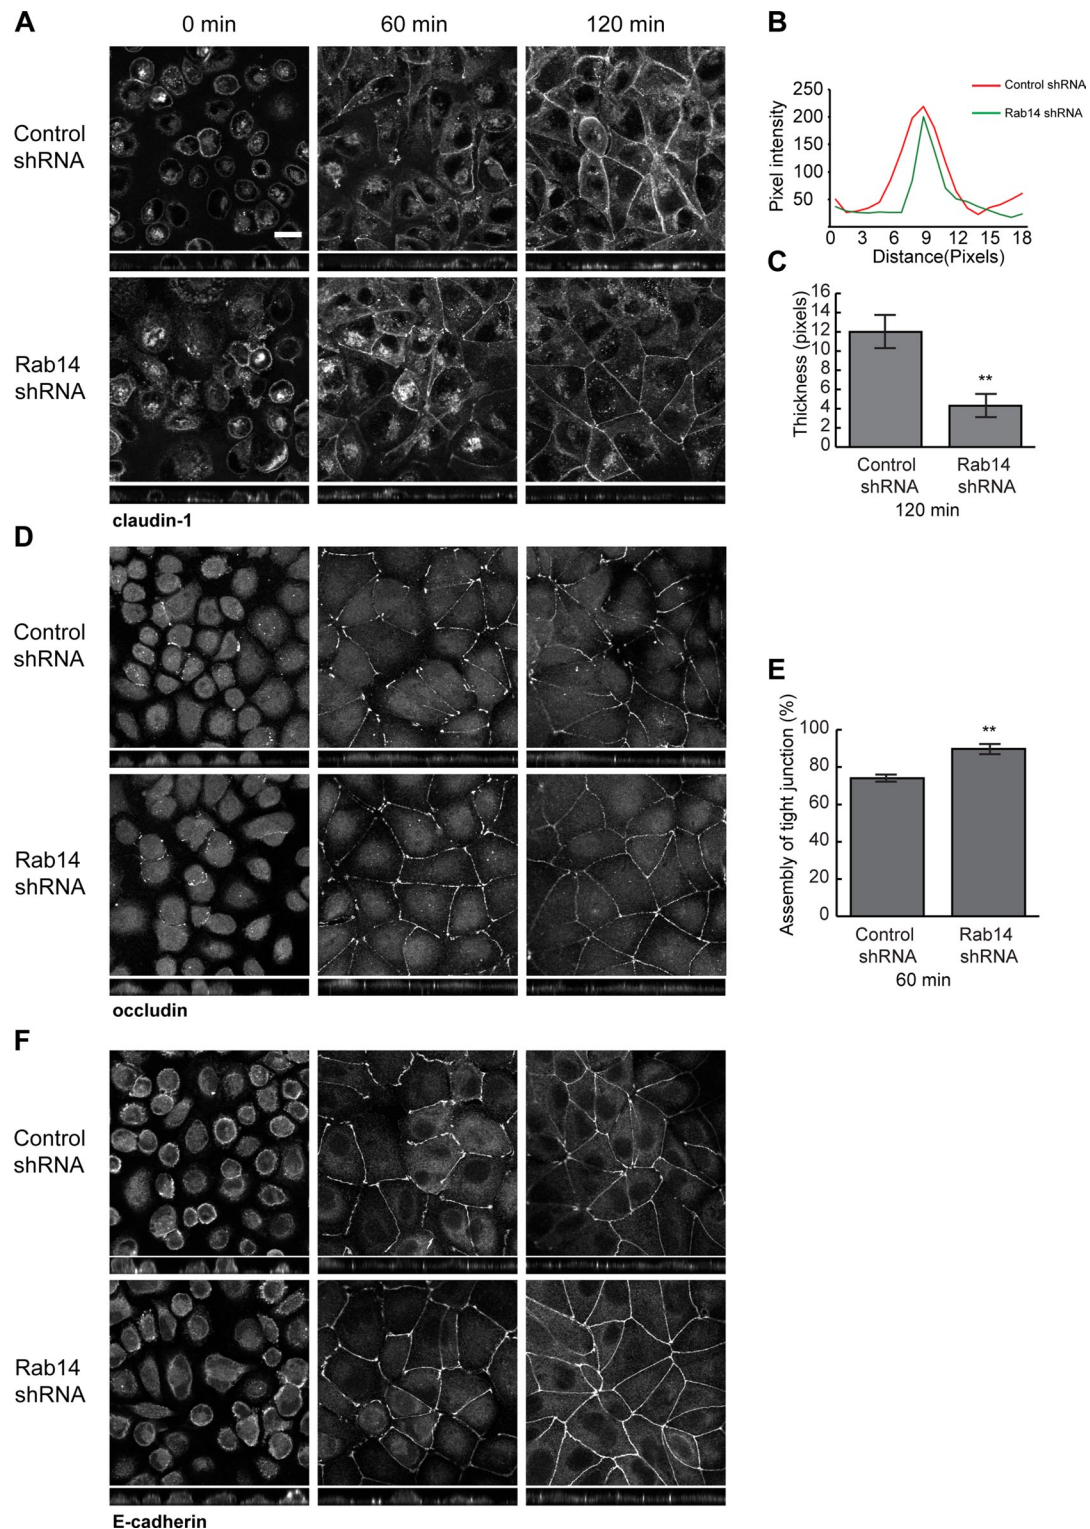 A
0 min
60 min
120 min
Control
shRNA
Rab14
shRNA
claudin-1
B
Control shRNA
Rab14 shRNA
Pixel intensity
250
200
150
100
50
0 3 6 9 12 15 18
Distance(Pixels)
C
Thickness (pixels)
16
14
12
10
8
6
4
2
0
**
Control
shRNA
Rab14
shRNA
120 min
D
Control
shRNA
Rab14
shRNA
occludin
E
Assembly of tight junction (%)
100
80
60
40
20
0
**
Control
shRNA
Rab14
shRNA
60 min
F
Control
shRNA
Rab14
shRNA
E-cadherin